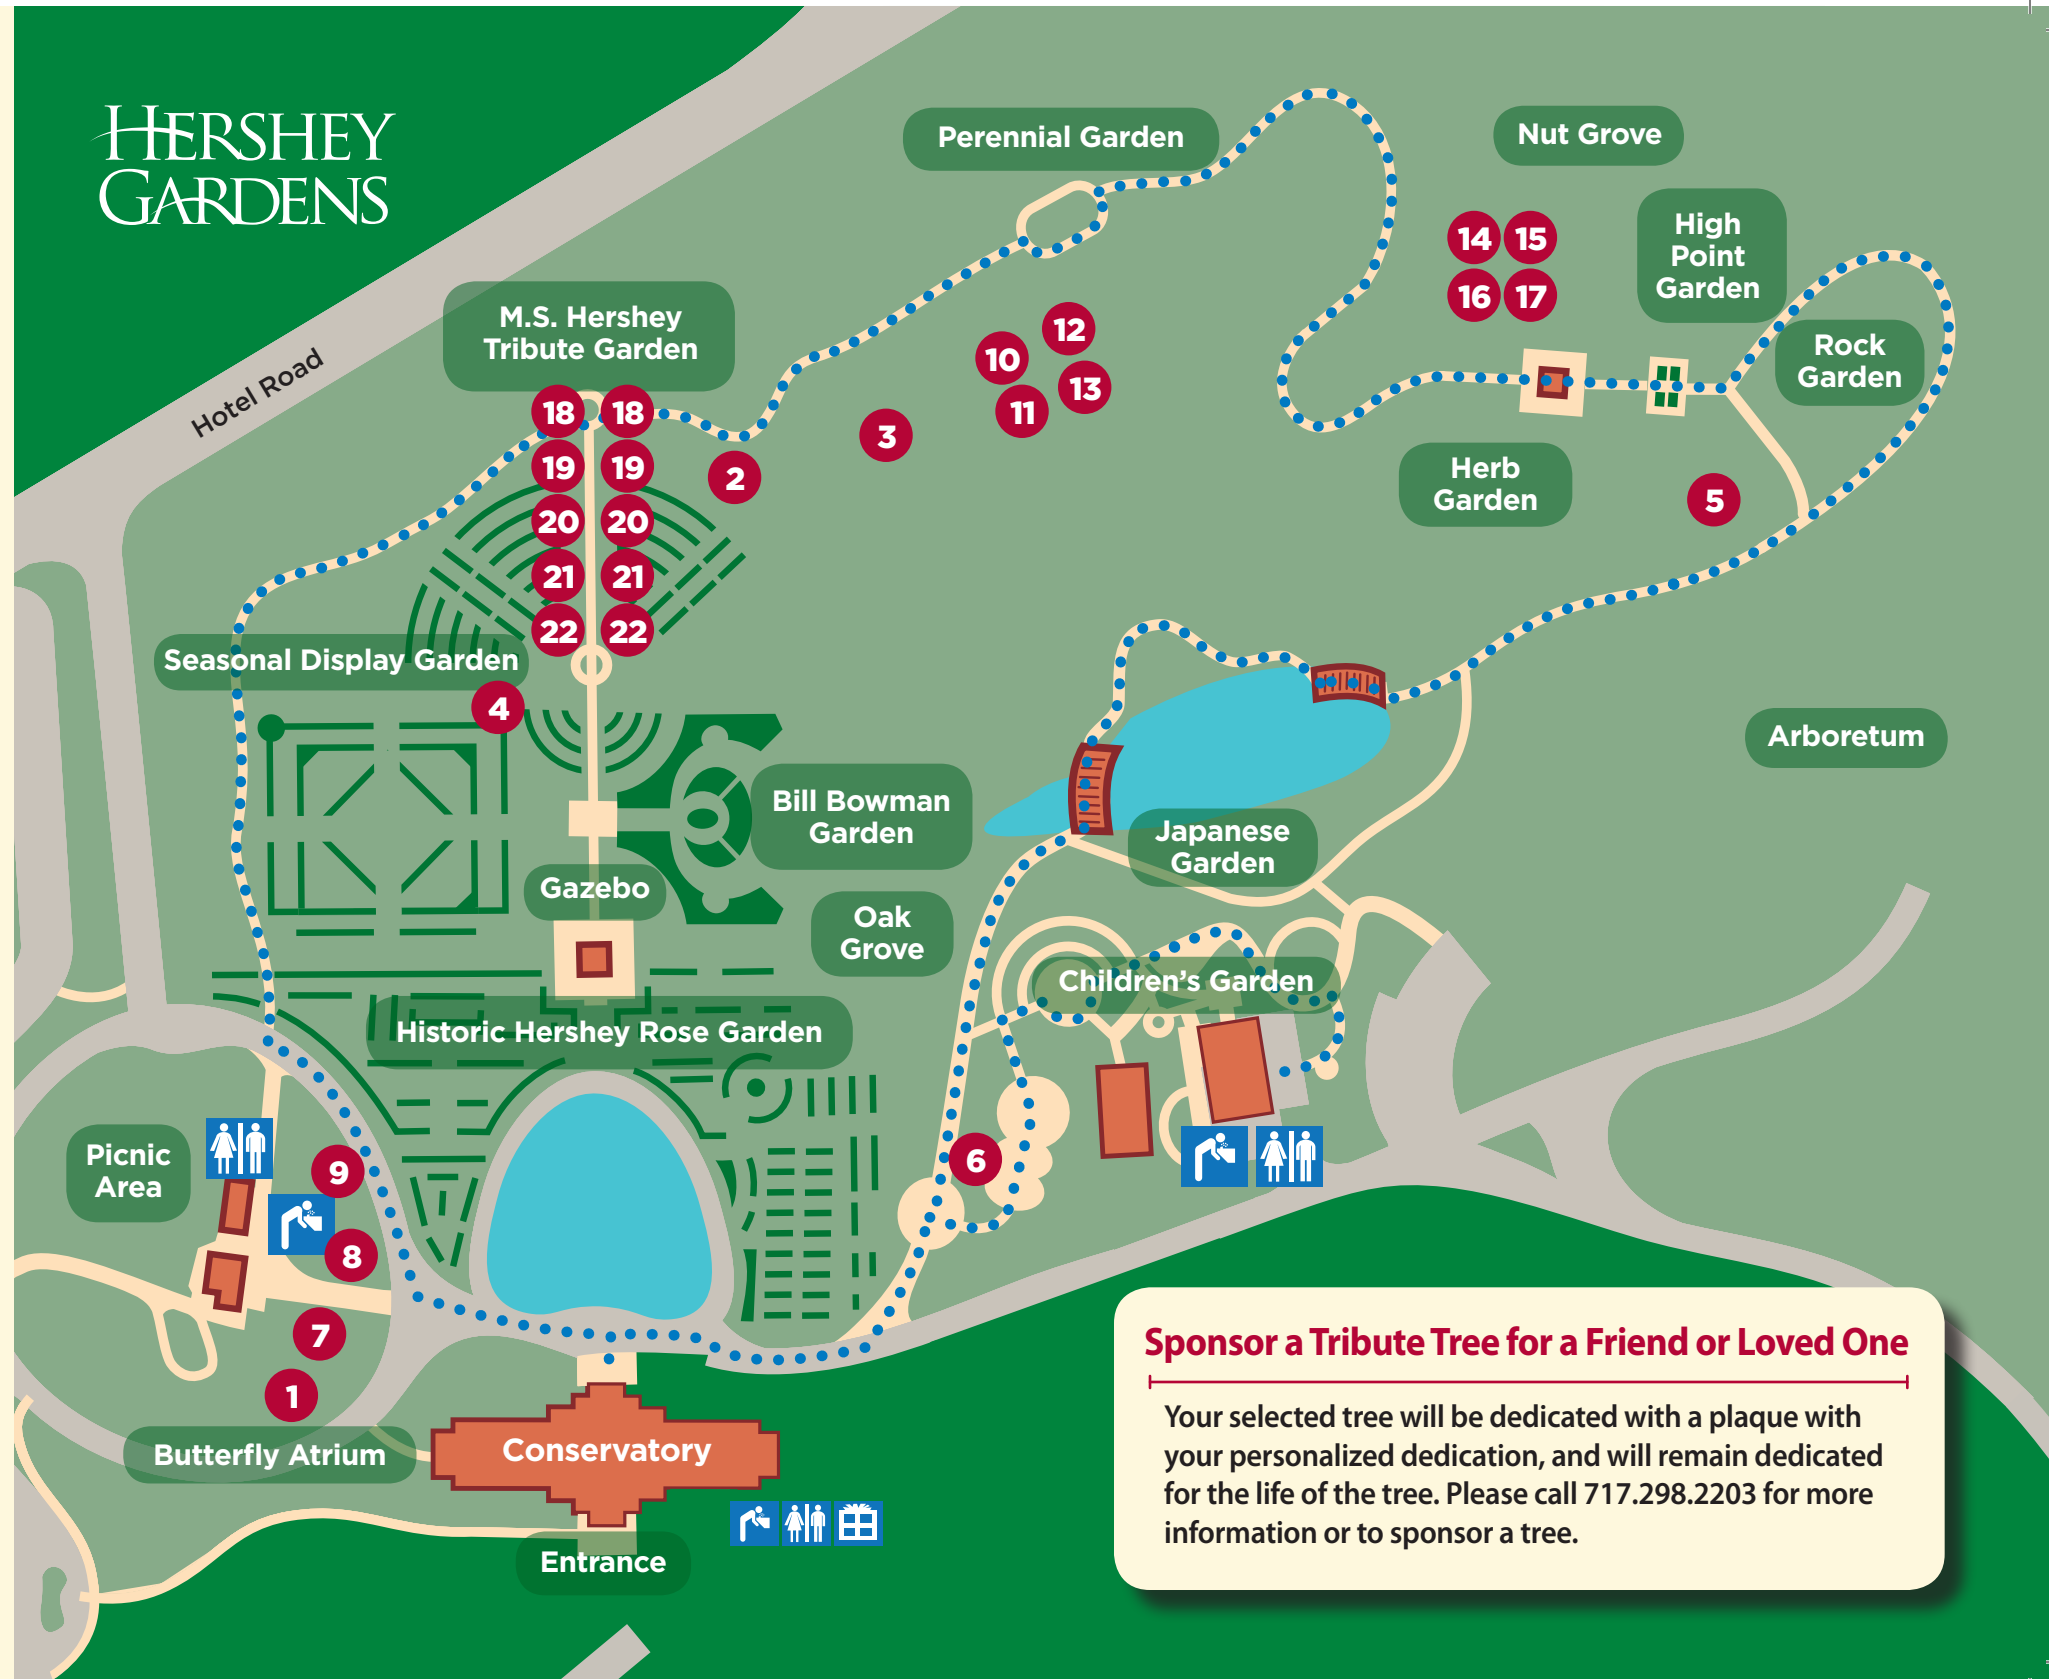 HERSHEY
GARDENS
Hotel Road
Perennial Garden
Nut Grove
14 15
16 17
High
Point
Garden
Rock
Garden
M.S. Hershey
Tribute Garden
12
10
13
11
3
18 18
19 19
2
20 20
21 21
22 22
Herb
Garden
5
Seasonal Display Garden
4
Arboretum
Bill Bowman
Garden
Japanese
Garden
Gazebo
Oak
Grove
Children's Garden
Historic Hershey Rose Garden
Picnic
Area
9
6
8
7
1
Butterfly Atrium
Conservatory
Entrance
Sponsor a Tribute Tree for a Friend or Loved One
Your selected tree will be dedicated with a plaque with
your personalized dedication, and will remain dedicated
for the life of the tree. Please call 717.298.2203 for more
information or to sponsor a tree.